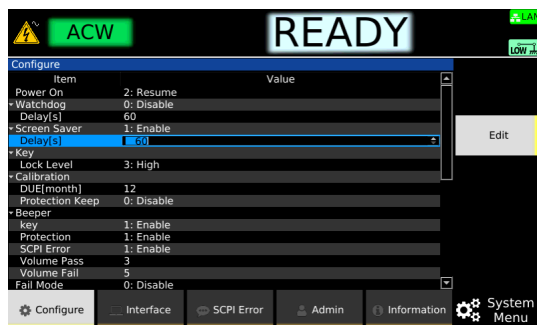 ACW READY LAN
LOW
Configure
Item Value
Power On 2: Resume
Watchdog 0: Disable
Delay[s] 60
Screen Saver 1: Enable
Delay[s] 60
Key
Lock Level 3: High
Calibration
DUE[month] 12
Protection Keep 0: Disable
Beeper
key 1: Enable
Protection 1: Enable
SCPI Error 1: Enable
Volume Pass 3
Volume Fail 5
Fail Mode 0: Disable
Edit
Configure Interface SCPI Error Admin Information System
Menu